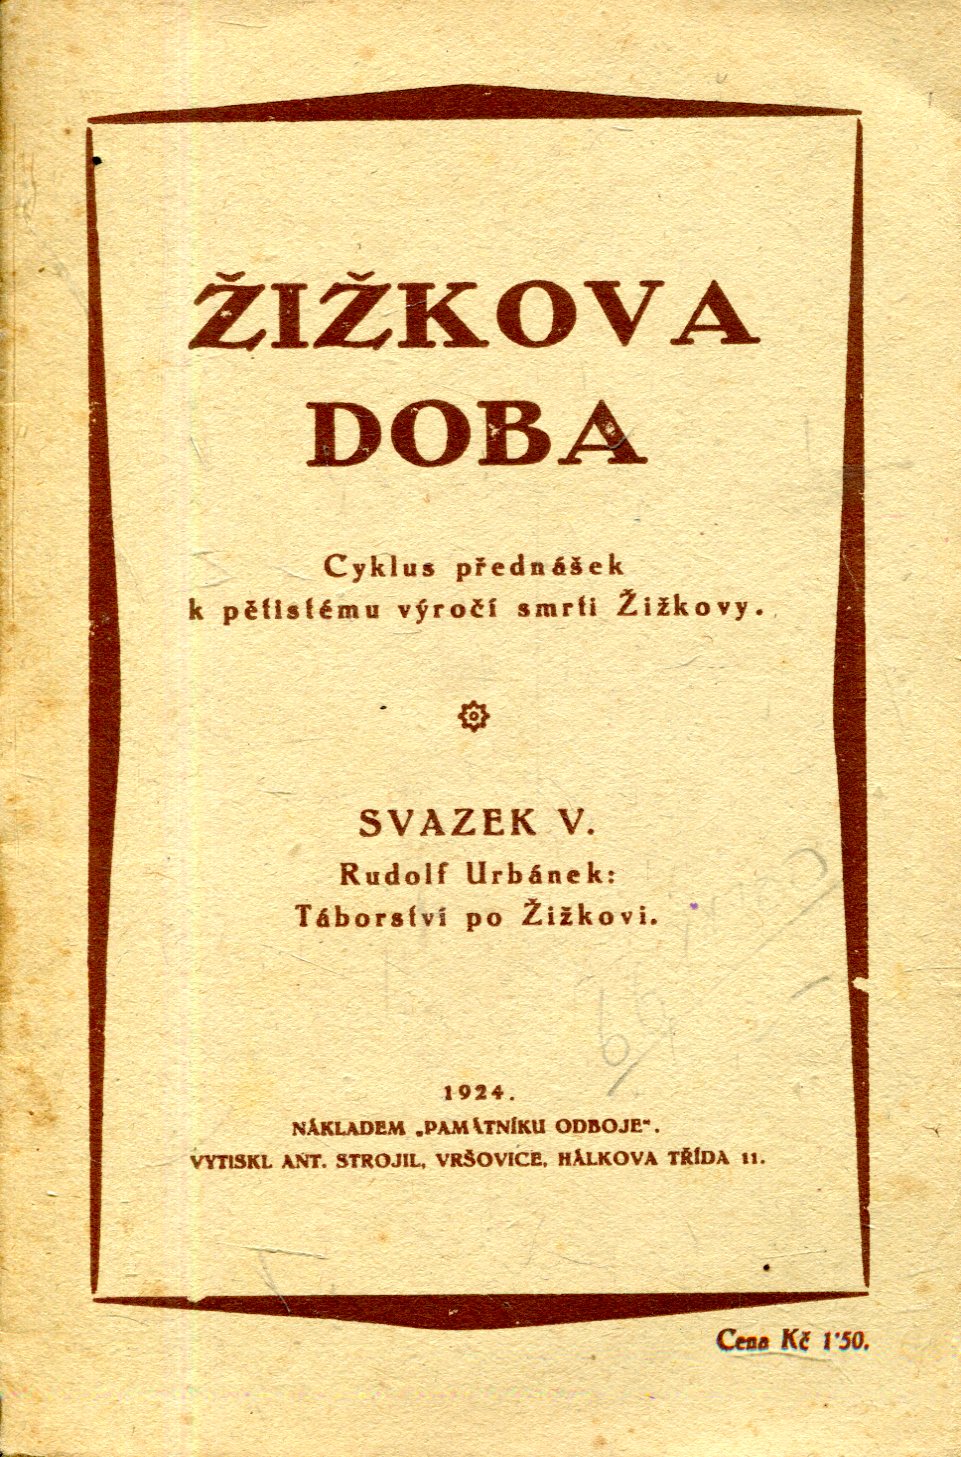 ŽIŽKOVA
DOBA
Cyklus přednášek
k pětistému výročí smrti Žižkovy.
SVAZEK V.
Rudolf Urbánek:
Táborství po Žižkovi.
1924.
NÁKLADEM „PAMÁTNÍKU ODBOJE“.
VYTISKL ANT. STROJIL, VRŠOVICE, HÁLKOVA TŘÍDA 11.
Cena Kč 1'50.